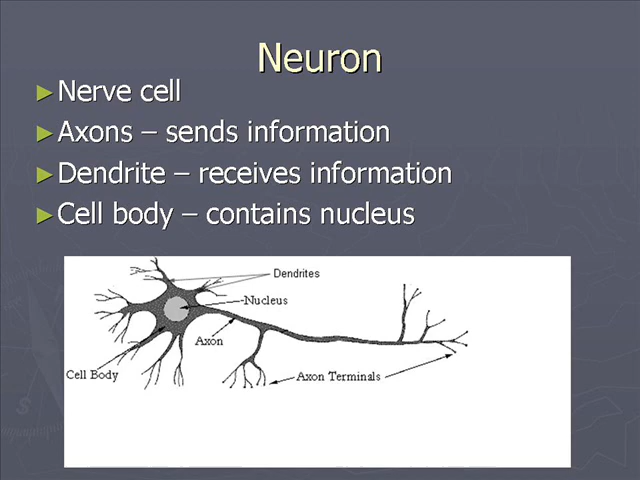 Neuron
► Nerve cell
► Axons – sends information
► Dendrite – receives information
► Cell body – contains nucleus
Dendrites
Nucleus
Axon
Cell Body
Axon Terminals
S